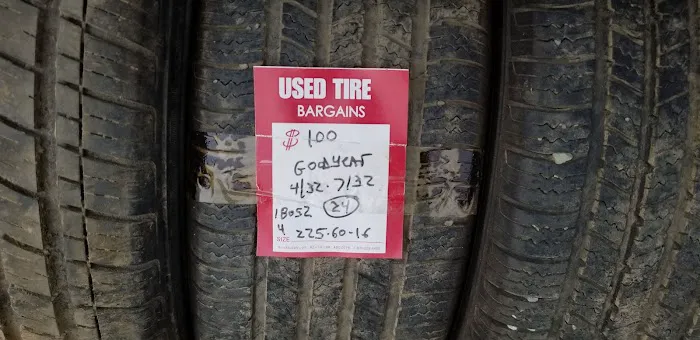 USED TIRE
BARGAINS
$ 100
GOODYEAR
4/32 - 7/32
18052 24
4 225-60-16
SIZE